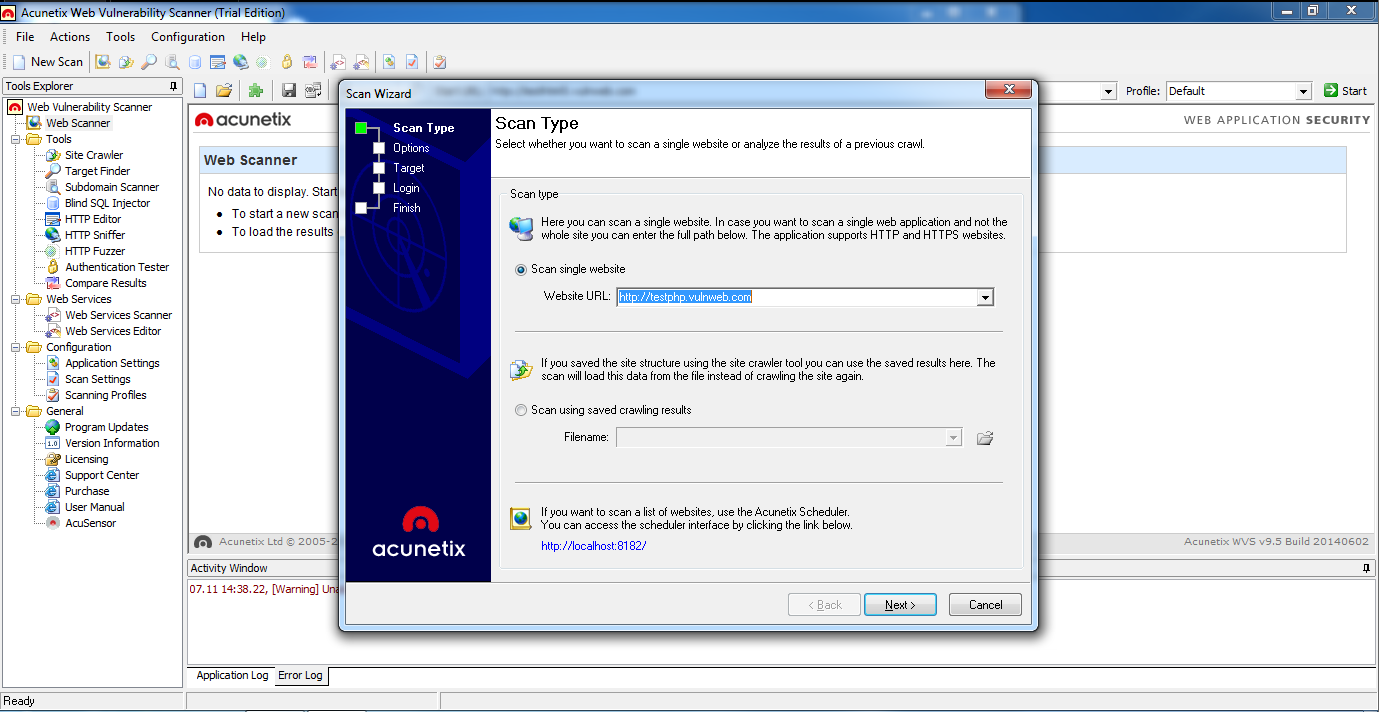 Acunetix Web Vulnerability Scanner (Trial Edition)
File Actions Tools Configuration Help
New Scan
Tools Explorer
Web Vulnerability Scanner
Web Scanner
Tools
Site Crawler
Target Finder
Subdomain Scanner
Blind SQL Injector
HTTP Editor
HTTP Sniffer
HTTP Fuzzer
Authentication Tester
Compare Results
Web Services
Web Services Scanner
Web Services Editor
Configuration
Application Settings
Scan Settings
Scanning Profiles
General
Program Updates
Version Information
Licensing
Support Center
Purchase
User Manual
AcuSensor
Profile: Default Start
acunetix
WEB APPLICATION SECURITY
Web Scanner
No data to display. Start
To start a new scan
To load the results
Acunetix Ltd © 2005-2
Acunetix WVS v9.5 Build 20140602
Scan Wizard
Scan Type
Options
Target
Login
Finish
acunetix
Scan Type
Select whether you want to scan a single website or analyze the results of a previous crawl.
Scan type
Here you can scan a single website. In case you want to scan a single web application and not the
whole site you can enter the full path below. The application supports HTTP and HTTPS websites.
Scan single website
Website URL: http://testphp.vulnweb.com
If you saved the site structure using the site crawler tool you can use the saved results here. The
scan will load this data from the file instead of crawling the site again.
Scan using saved crawling results
Filename:
If you want to scan a list of websites, use the Acunetix Scheduler.
You can access the scheduler interface by clicking the link below.
http://localhost:8182/
< Back Next > Cancel
Activity Window
07.11 14:38.22, [Warning]
Application Log Error Log
Ready